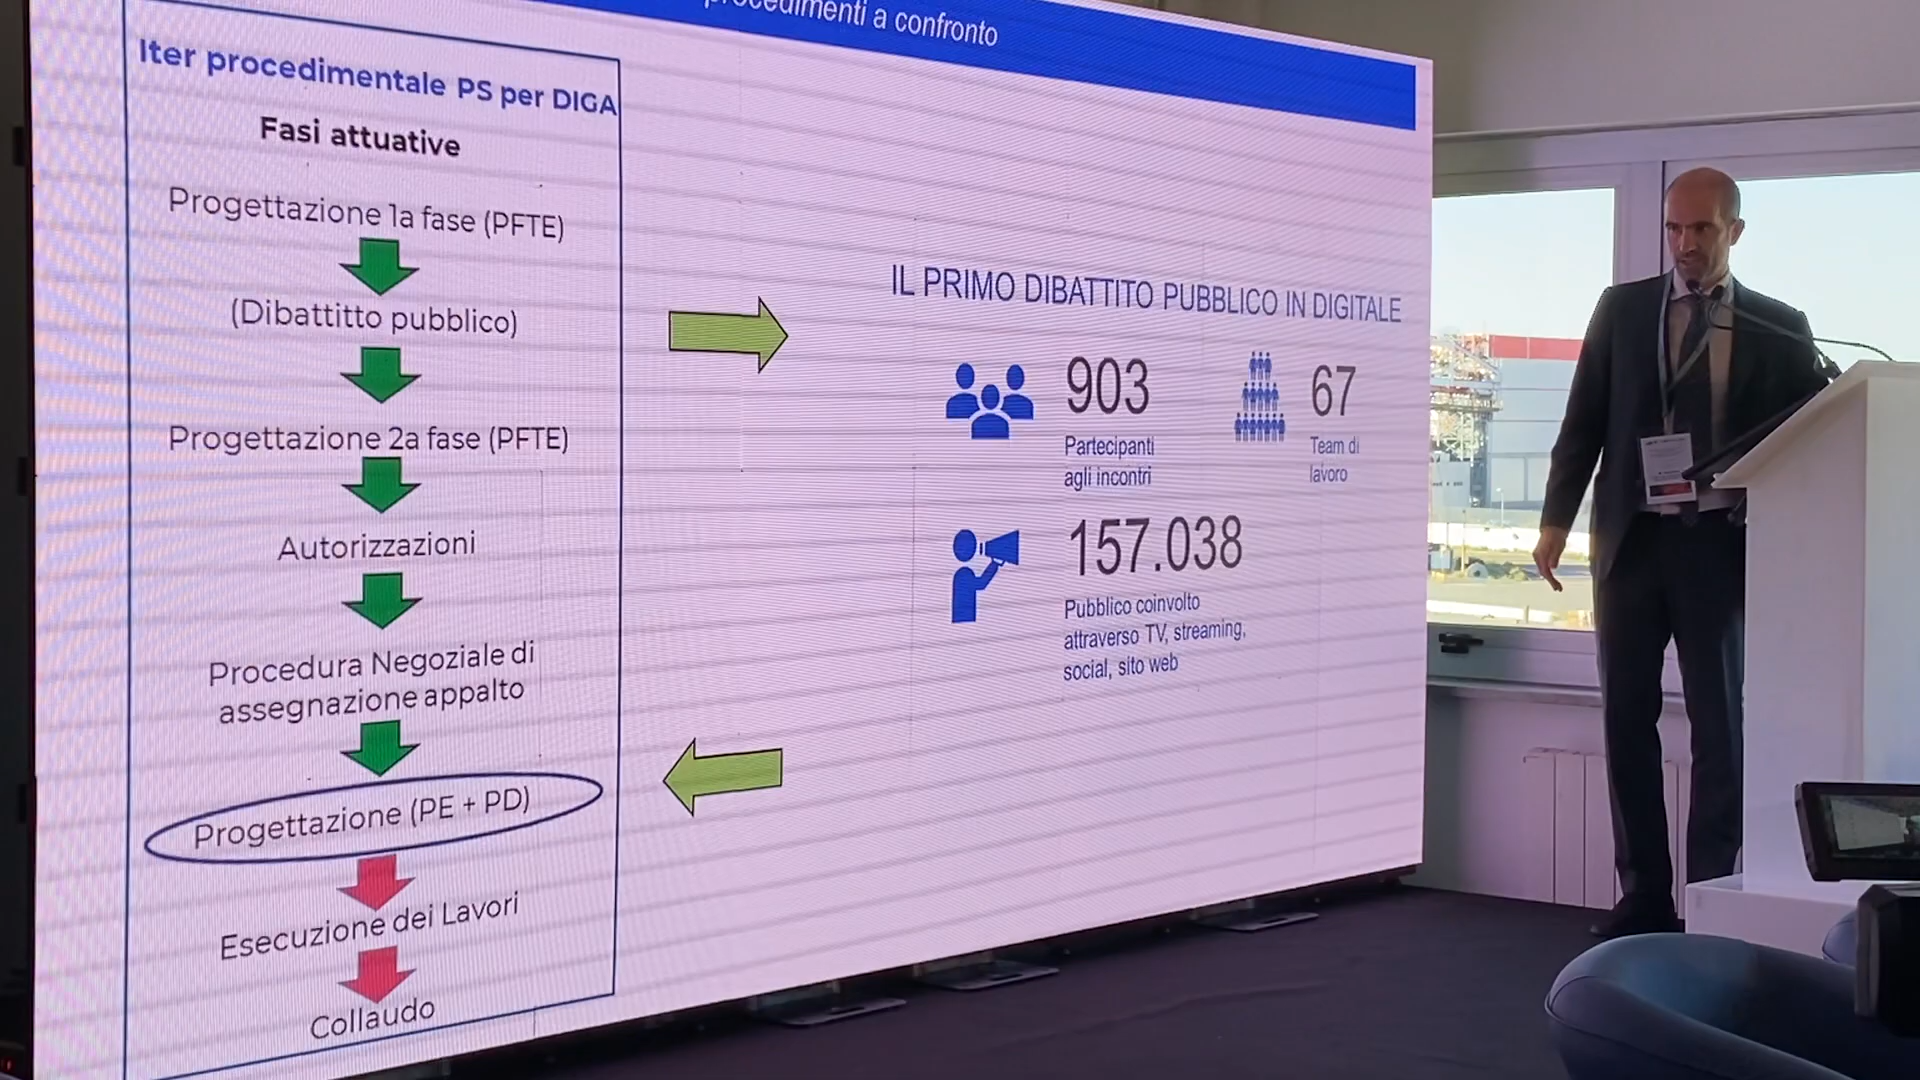 procedimenti a confronto
Iter procedimentale PS per DIGA
Fasi attuative
Progettazione 1a fase (PFTE)
(Dibattitto pubblico)
Progettazione 2a fase (PFTE)
Autorizzazioni
Procedura Negoziale di
assegnazione appalto
Progettazione (PE + PD)
Esecuzione dei Lavori
Collaudo
IL PRIMO DIBATTITO PUBBLICO IN DIGITALE
903
Partecipanti
agli incontri
67
Team di
lavoro
157.038
Pubblico coinvolto
attraverso TV, streaming,
social, sito web